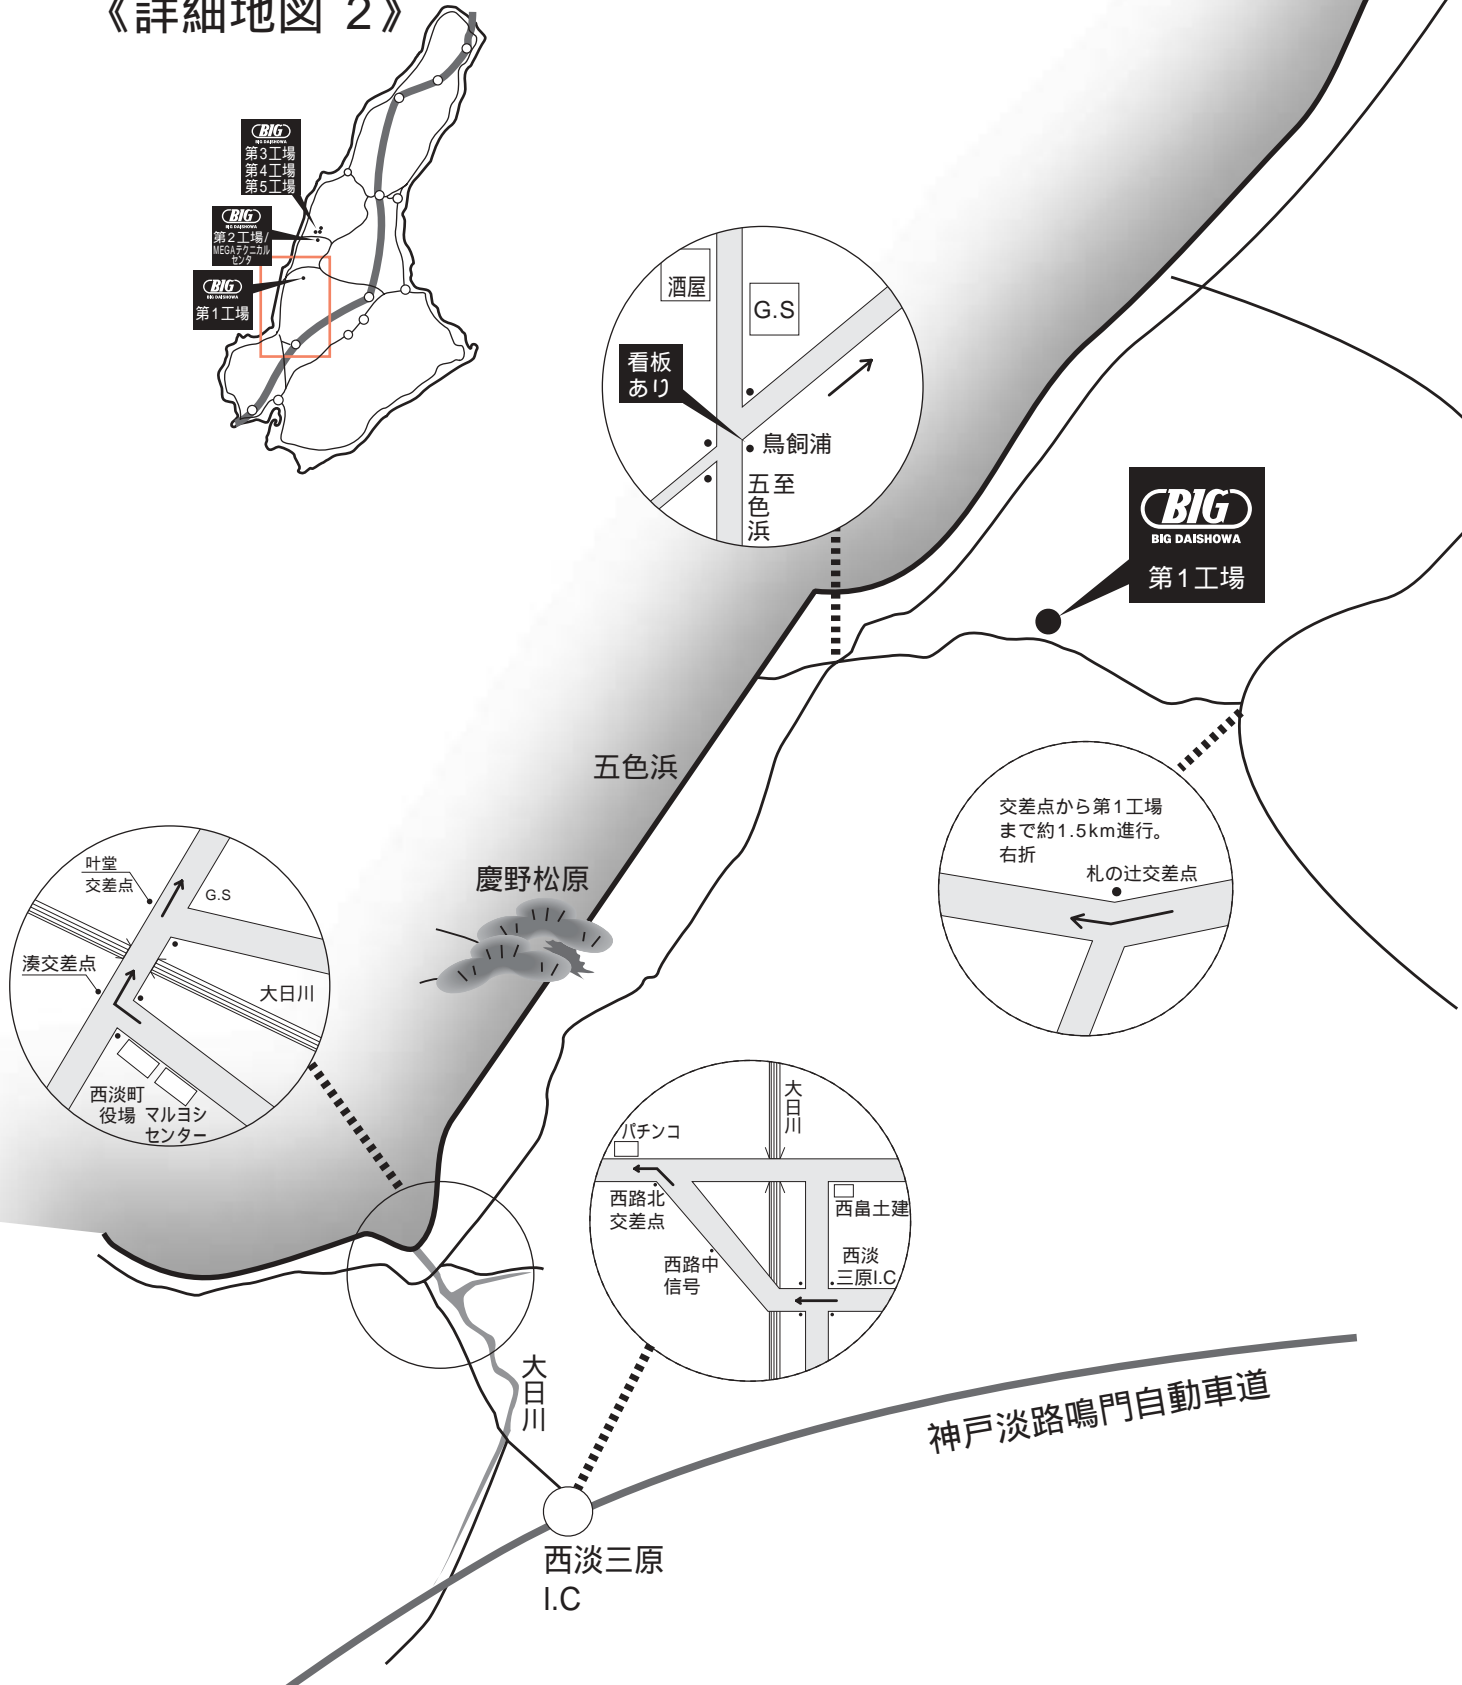 《詳細地図 2》
BIG
BIG DAISHOWA
第3工場
第4工場
第5工場
BIG
BIG DAISHOWA
第2工場/
MEGAテクニカル
センタ
BIG
BIG DAISHOWA
第1工場
酒屋
G.S
看板
あり
鳥飼浦
至
五色浜
BIG
BIG DAISHOWA
第1工場
五色浜
慶野松原
交差点から第1工場
まで約1.5km進行。
右折
札の辻交差点
叶堂
交差点
G.S
湊交差点
大日川
西淡町
役場
マルヨシ
センター
大日川
パチンコ
西路北
交差点
西畠土建
西路中
信号
西淡
三原I.C
大日川
神戸淡路鳴門自動車道
西淡三原
I.C